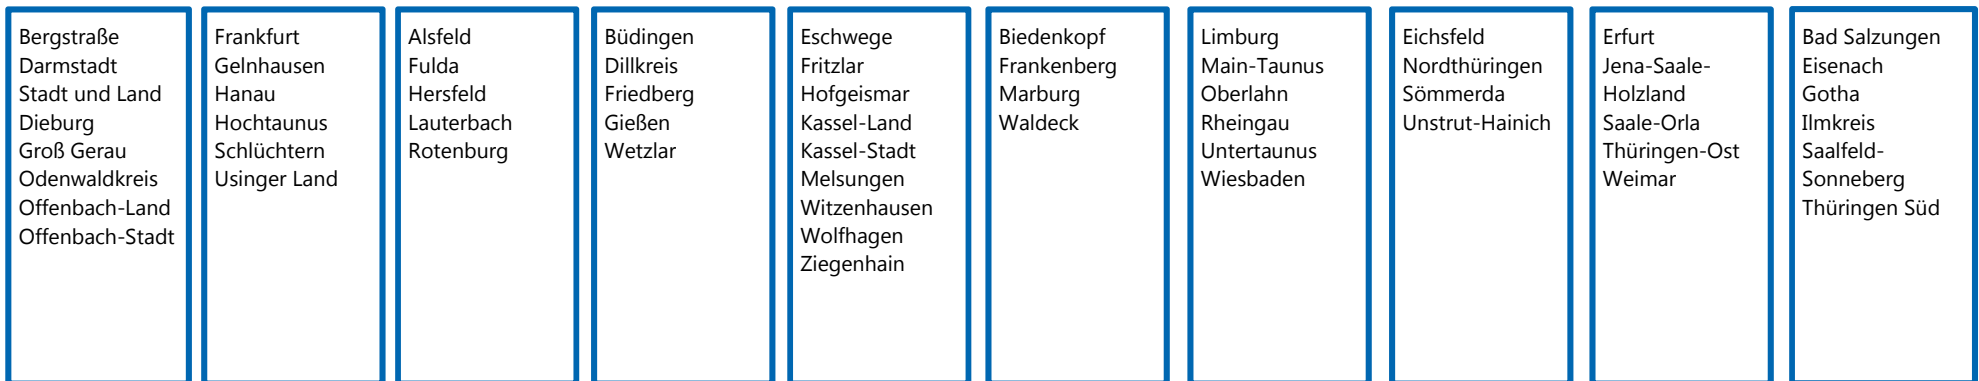 Bergstraße
Darmstadt
Stadt und Land
Dieburg
Groß Gerau
Odenwaldkreis
Offenbach-Land
Offenbach-Stadt
Frankfurt
Gelnhausen
Hanau
Hochtaunus
Schlüchtern
Usinger Land
Alsfeld
Fulda
Hersfeld
Lauterbach
Rotenburg
Büdingen
Dillkreis
Friedberg
Gießen
Wetzlar
Eschwege
Fritzlar
Hofgeismar
Kassel-Land
Kassel-Stadt
Melsungen
Witzenhausen
Wolfhagen
Ziegenhain
Biedenkopf
Frankenberg
Marburg
Waldeck
Limburg
Main-Taunus
Oberlahn
Rheingau
Untertaunus
Wiesbaden
Eichsfeld
Nordthüringen
Sömmerda
Unstrut-Hainich
Erfurt
Jena-Saale-
Holzland
Saale-Orla
Thüringen-Ost
Weimar
Bad Salzungen
Eisenach
Gotha
Ilmkreis
Saalfeld-
Sonneberg
Thüringen Süd